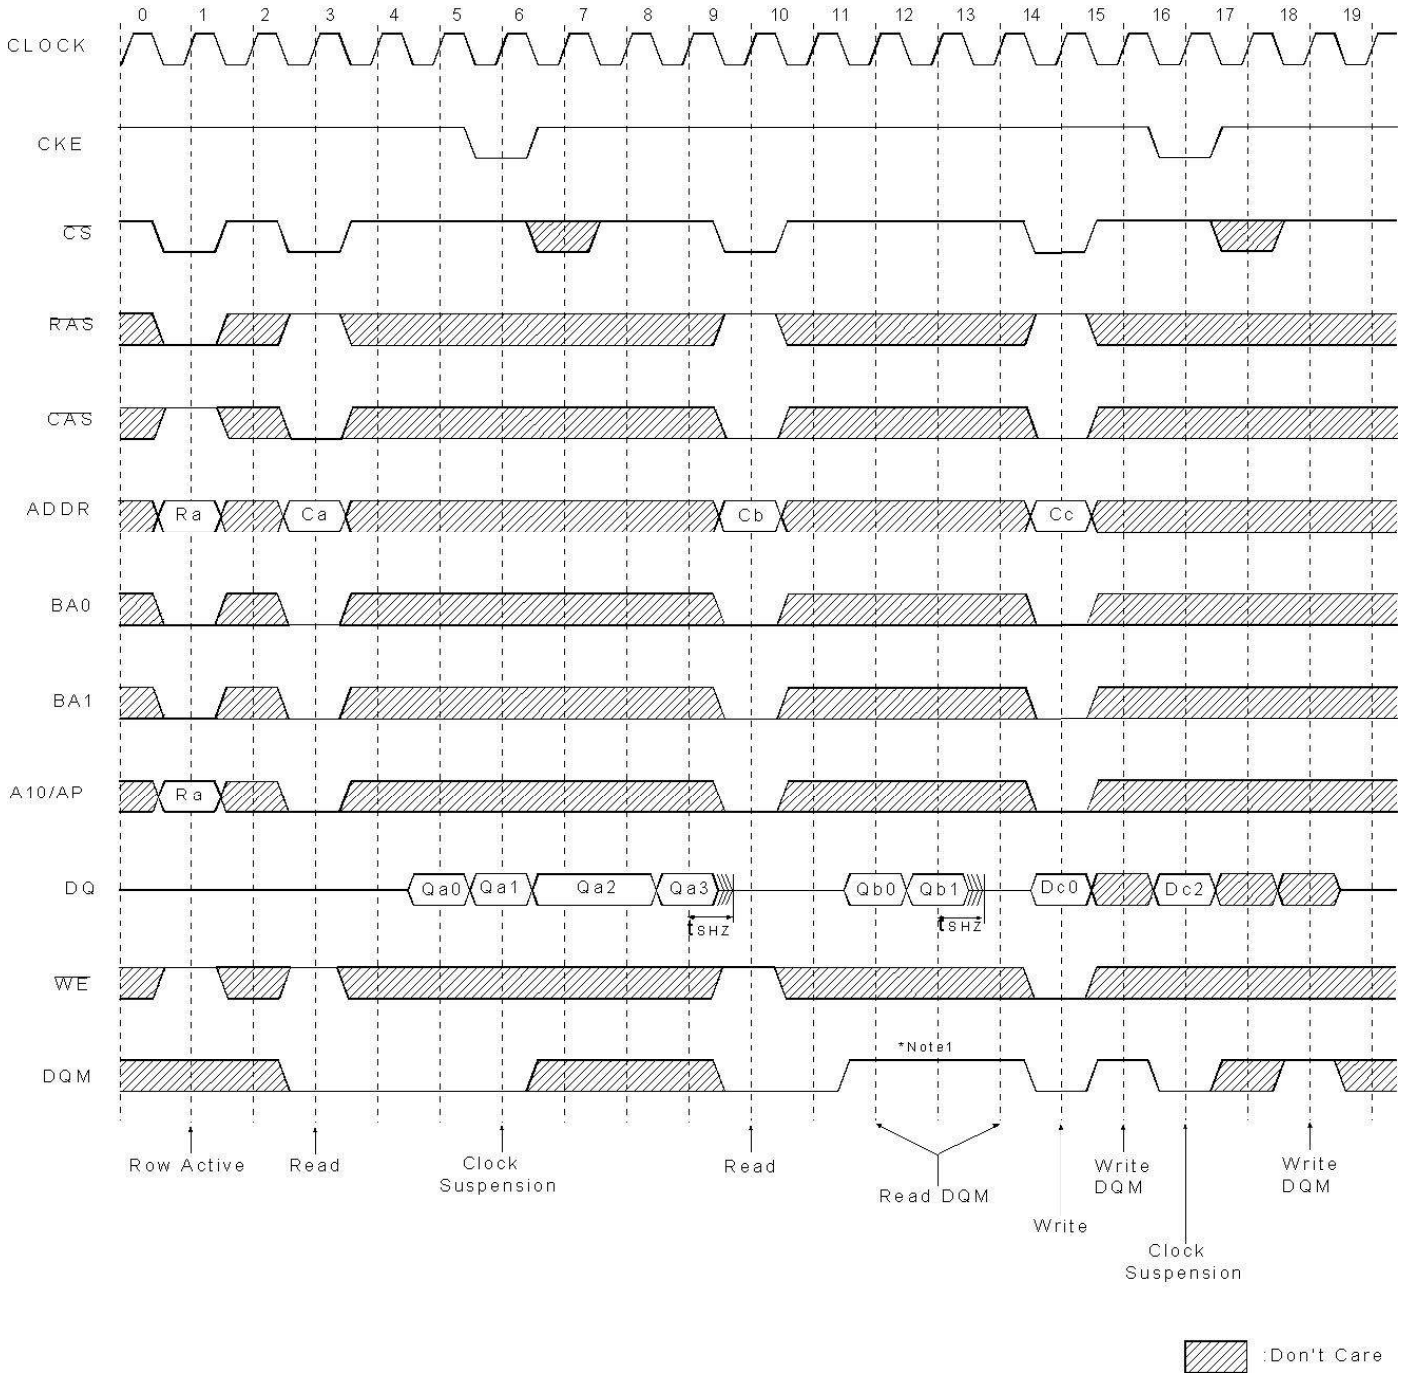 0 1 2 3 4 5 6 7 8 9 10 11 12 13 14 15 16 17 18 19
CLOCK
CKE
CS
RAS
CAS
ADDR Ra Ca Cb Cc
BA0
BA1
A10/AP Ra
DQ Qa0 Qa1 Qa2 Qa3 Qb0 Qb1 Dc0 Dc2
tSHZ tSHZ
WE
*Note1
DQM
Row Active Read Clock Suspension Read Read DQM Write Write DQM Clock Suspension Write DQM
:Don't Care